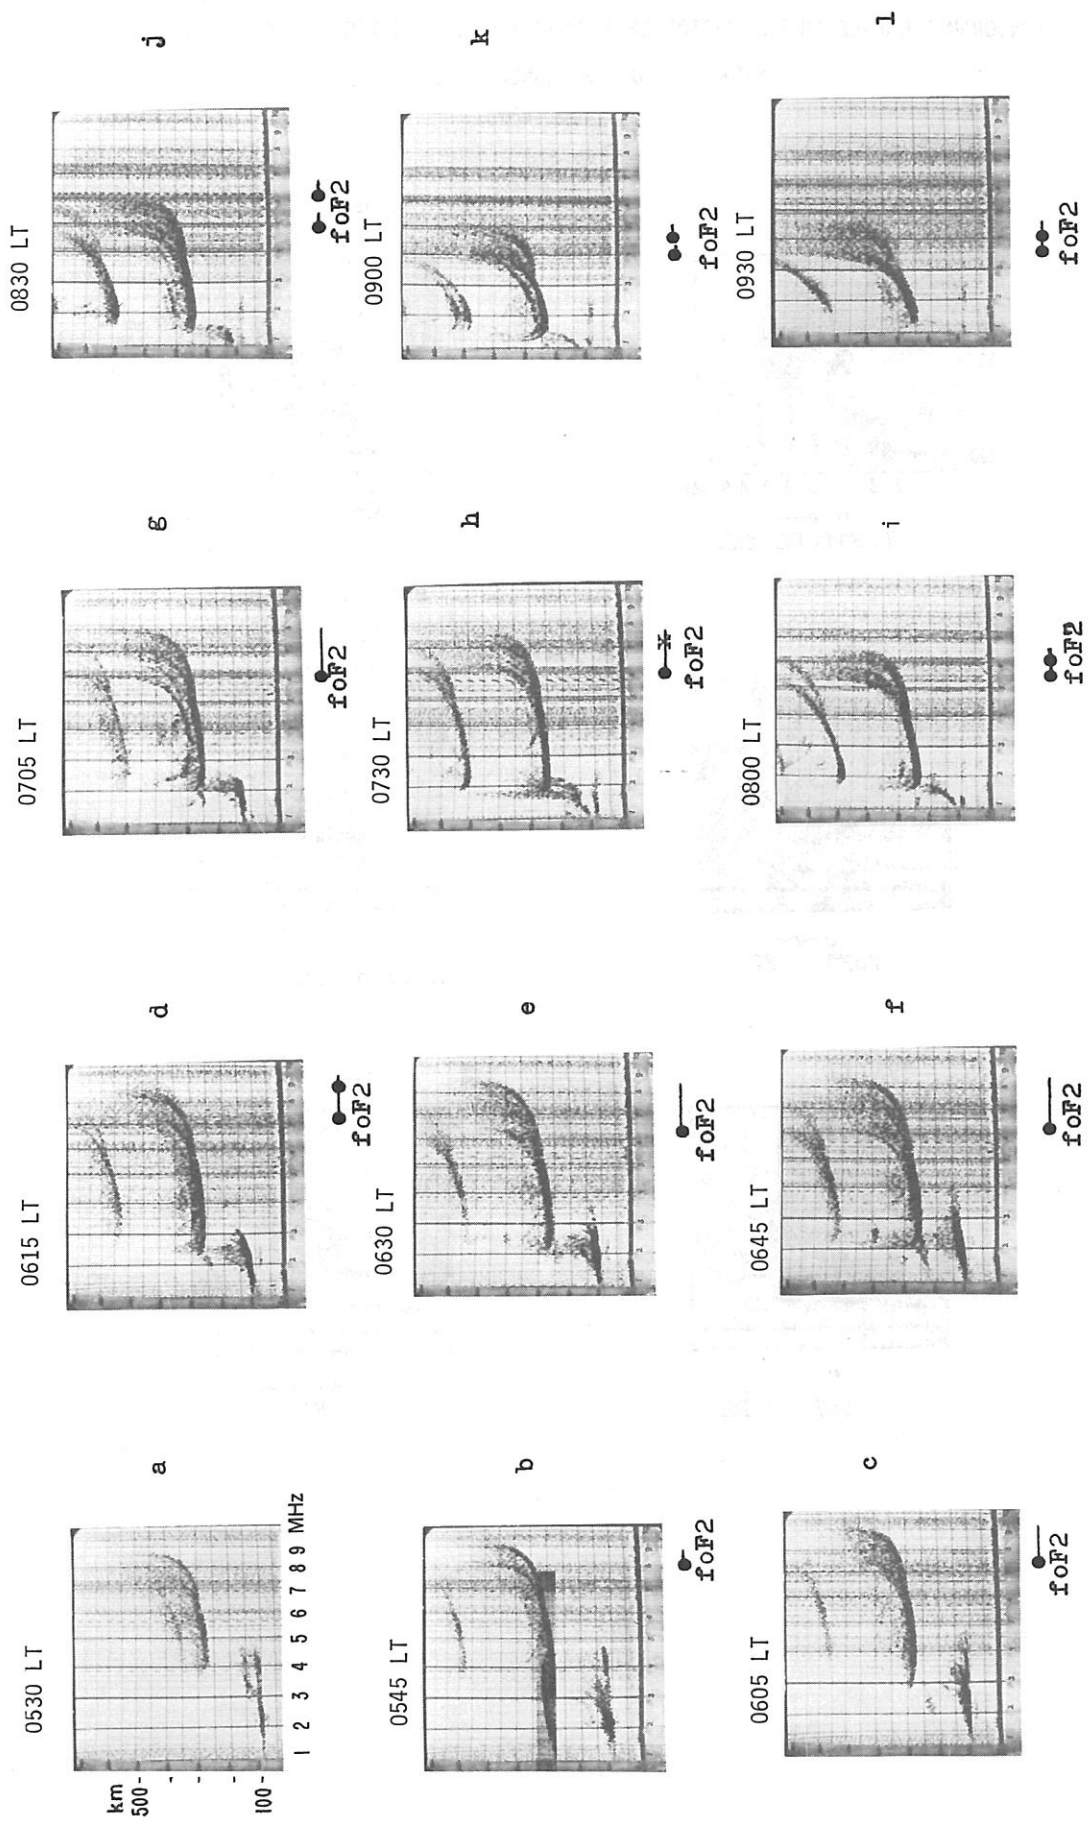 0530 LT
a
km
500-
100-
1 2 3 4 5 6 7 8 9 MHz
0545 LT
b
foF2
0605 LT
c
foF2
0615 LT
d
foF2
0630 LT
e
foF2
0645 LT
f
foF2
0705 LT
g
foF2
0730 LT
h
foF2
0800 LT
i
foF2
0830 LT
j
foF2
0900 LT
k
foF2
0930 LT
l
foF2